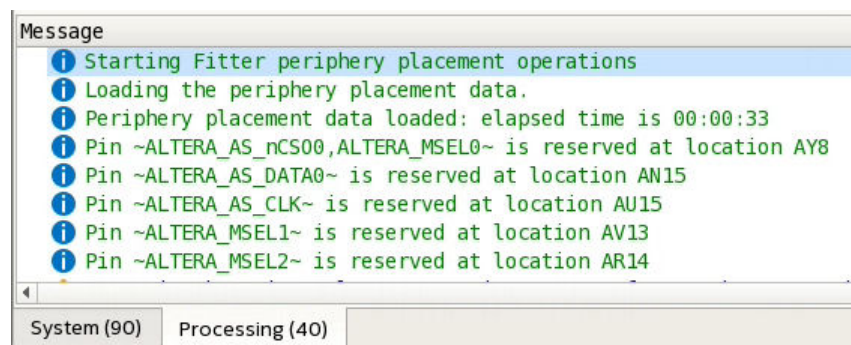 Message
Starting Fitter periphery placement operations
Loading the periphery placement data.
Periphery placement data loaded: elapsed time is 00:00:33
Pin ~ALTERA_AS_nCSO0,ALTERA_MSEL0~ is reserved at location AY8
Pin ~ALTERA_AS_DATA0~ is reserved at location AN15
Pin ~ALTERA_AS_CLK~ is reserved at location AU15
Pin ~ALTERA_MSEL1~ is reserved at location AV13
Pin ~ALTERA_MSEL2~ is reserved at location AR14
System (90) Processing (40)